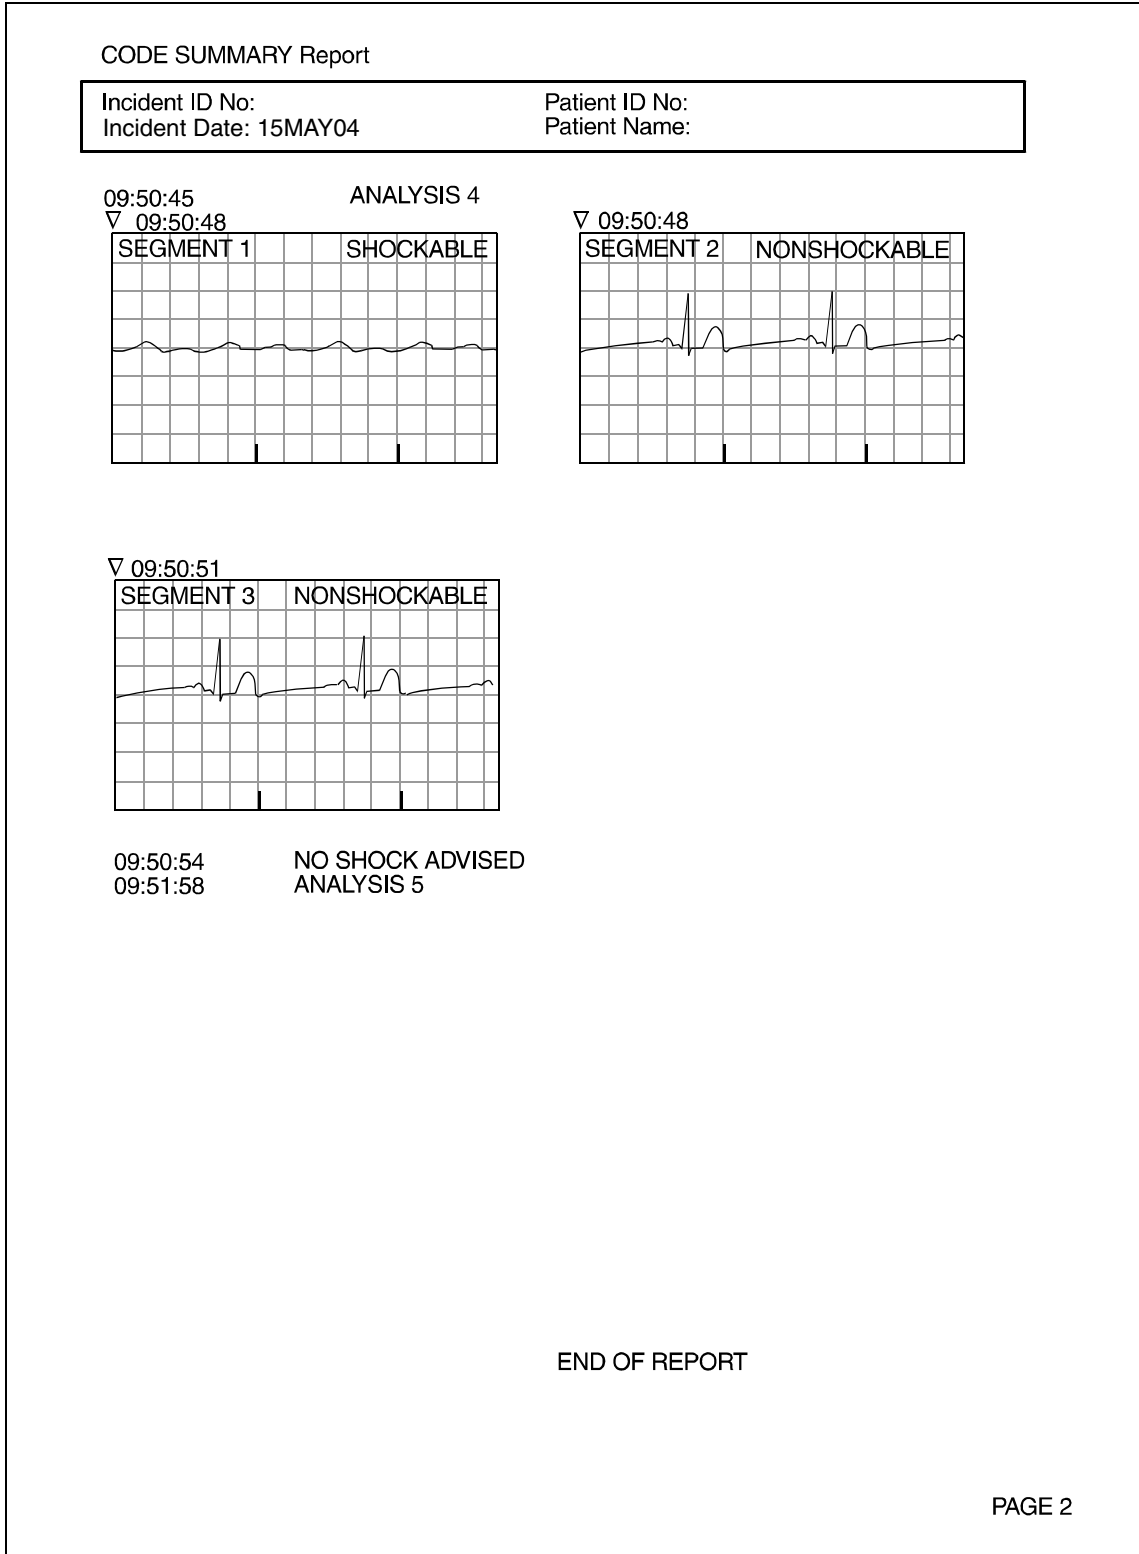 CODE SUMMARY Report
Incident ID No:
Incident Date: 15MAY04
Patient ID No:
Patient Name:
09:50:45 ANALYSIS 4
09:50:48
SEGMENT 1 SHOCKABLE
09:50:48
SEGMENT 2 NONSHOCKABLE
09:50:51
SEGMENT 3 NONSHOCKABLE
09:50:54 NO SHOCK ADVISED
09:51:58 ANALYSIS 5
END OF REPORT
PAGE 2